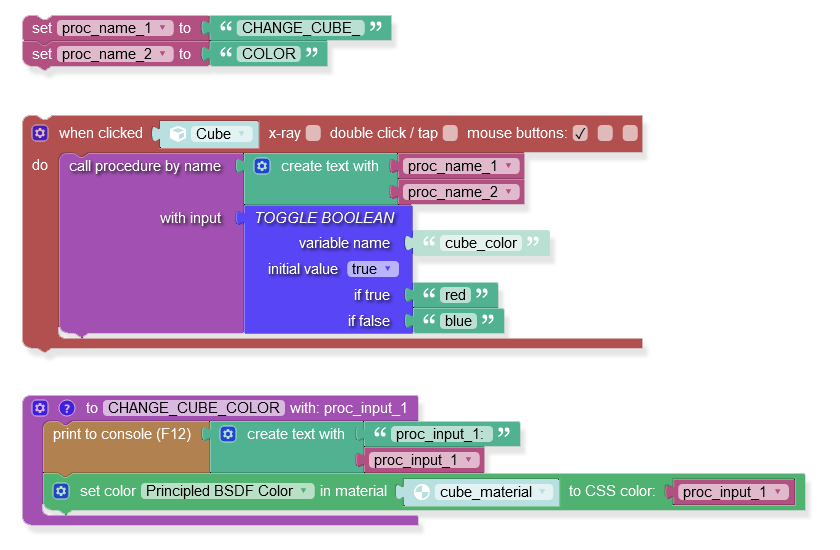 set proc_name_1 to “ CHANGE_CUBE_ ”
set proc_name_2 to “ COLOR ”
when clicked Cube x-ray double click / tap mouse buttons: ✓
do call procedure by name create text with proc_name_1
proc_name_2
with input TOGGLE BOOLEAN
variable name “ cube_color ”
initial value true
if true “ red ”
if false “ blue ”
? to CHANGE_CUBE_COLOR with: proc_input_1
print to console (F12) create text with “ proc_input_1: ”
proc_input_1
set color Principled BSDF Color in material cube_material to CSS color: proc_input_1